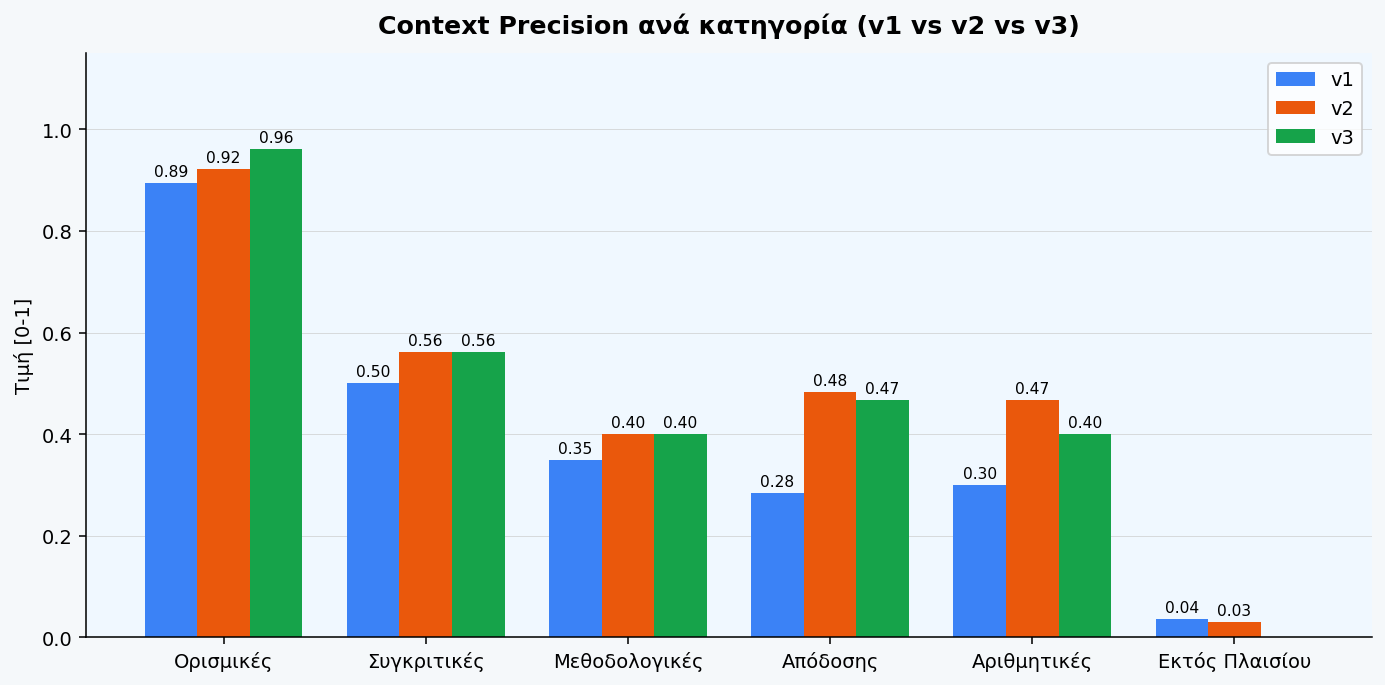 Context Precision ανά κατηγορία (v1 vs v2 vs v3)
v1
v2
v3
Τιμή [0-1]
1.0
0.8
0.6
0.4
0.2
0.0
0.89 0.92 0.96
0.50 0.56 0.56
0.35 0.40 0.40
0.28 0.48 0.47
0.30 0.47 0.40
0.04 0.03
Ορισμικές Συγκριτικές Μεθοδολογικές Απόδοσης Αριθμητικές Εκτός Πλαισίου